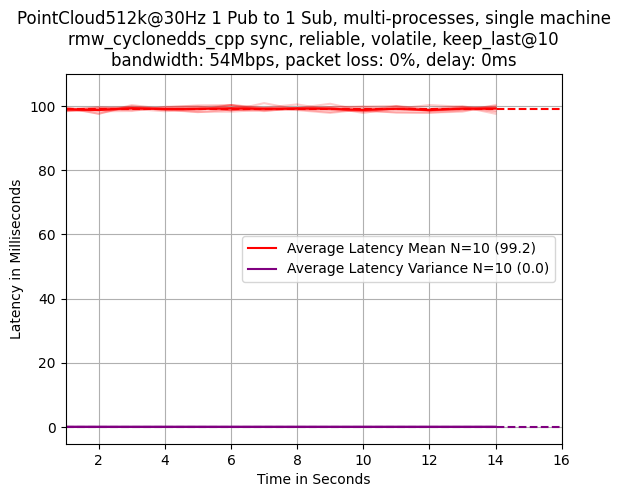 PointCloud512k@30Hz 1 Pub to 1 Sub, multi-processes, single machine
rmw_cyclonedds_cpp sync, reliable, volatile, keep_last@10
bandwidth: 54Mbps, packet loss: 0%, delay: 0ms
Latency in Milliseconds
100
80
60
40
20
0
Average Latency Mean N=10 (99.2)
Average Latency Variance N=10 (0.0)
2 4 6 8 10 12 14 16
Time in Seconds